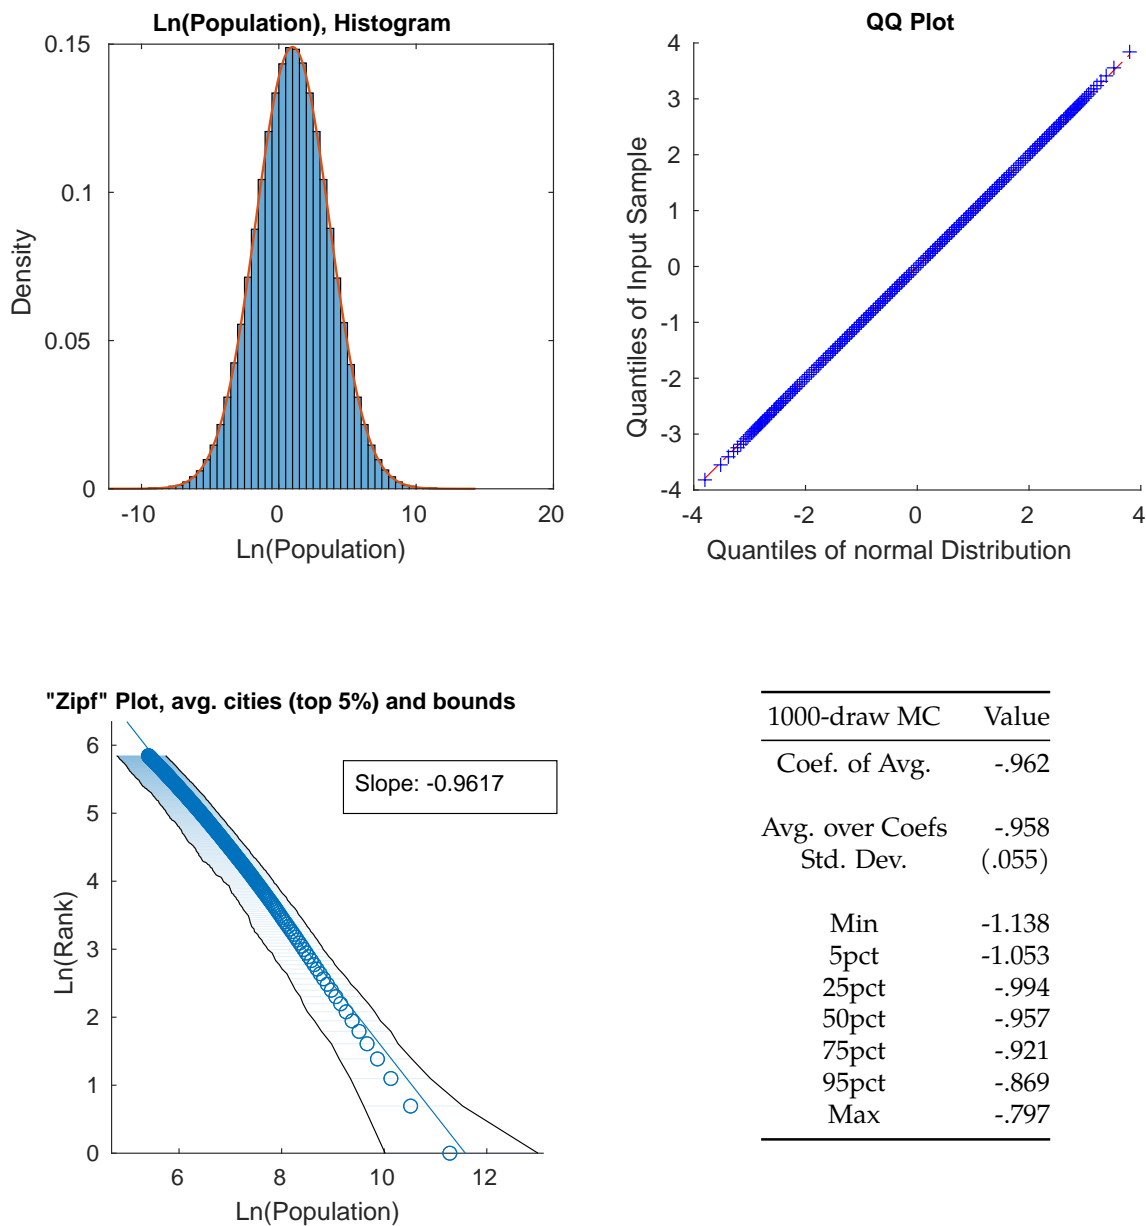 Ln(Population), Histogram
0.15
0.1
0.05
0
Density
-10
0
10
20
Ln(Population)
QQ Plot
4
3
2
1
0
-1
-2
-3
-4
Quantiles of Input Sample
-4
-2
0
2
4
Quantiles of normal Distribution
"Zipf" Plot, avg. cities (top 5%) and bounds
6
5
4
3
2
1
0
Ln(Rank)
Slope: -0.9617
6
8
10
12
Ln(Population)
1000-draw MC Value
Coef. of Avg. -.962
Avg. over Coefs -.958
Std. Dev. (.055)
Min -1.138
5pct -1.053
25pct -.994
50pct -.957
75pct -.921
95pct -.869
Max -.797